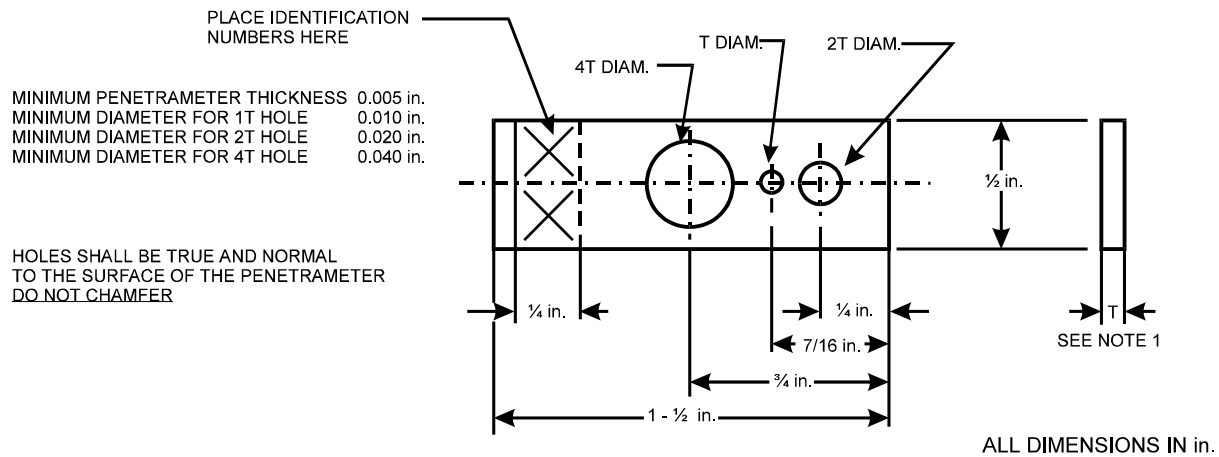 PLACE IDENTIFICATION
NUMBERS HERE
T DIAM.
2T DIAM.
4T DIAM.
MINIMUM PENETRAMETER THICKNESS 0.005 in.
MINIMUM DIAMETER FOR 1T HOLE 0.010 in.
MINIMUM DIAMETER FOR 2T HOLE 0.020 in.
MINIMUM DIAMETER FOR 4T HOLE 0.040 in.
½ in.
HOLES SHALL BE TRUE AND NORMAL
TO THE SURFACE OF THE PENETRAMETER
DO NOT CHAMFER
¼ in.
¼ in.
T
7/16 in.
SEE NOTE 1
¾ in.
1 - ½ in.
ALL DIMENSIONS IN in.